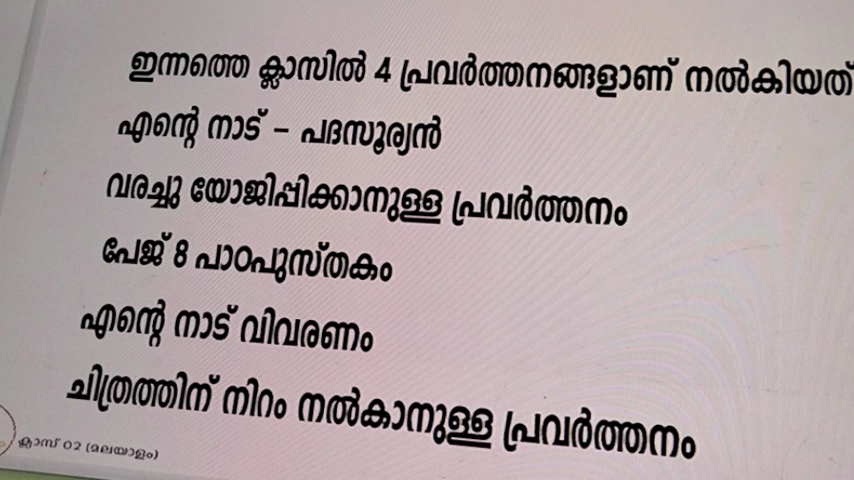 ഇന്നത്തെ ക്ലാസിൽ 4 പ്രവർത്തനങ്ങളാണ് നൽകിയത്
എന്റെ നാട് – പദസൂര്യൻ
വരച്ചു യോജിപ്പിക്കാനുള്ള പ്രവർത്തനം
പേജ് 8 പാഠപുസ്തകം
എന്റെ നാട് വിവരണം
ചിത്രത്തിന് നിറം നൽകാനുള്ള പ്രവർത്തനം
ക്ലാസ് 02 (മലയാളം)